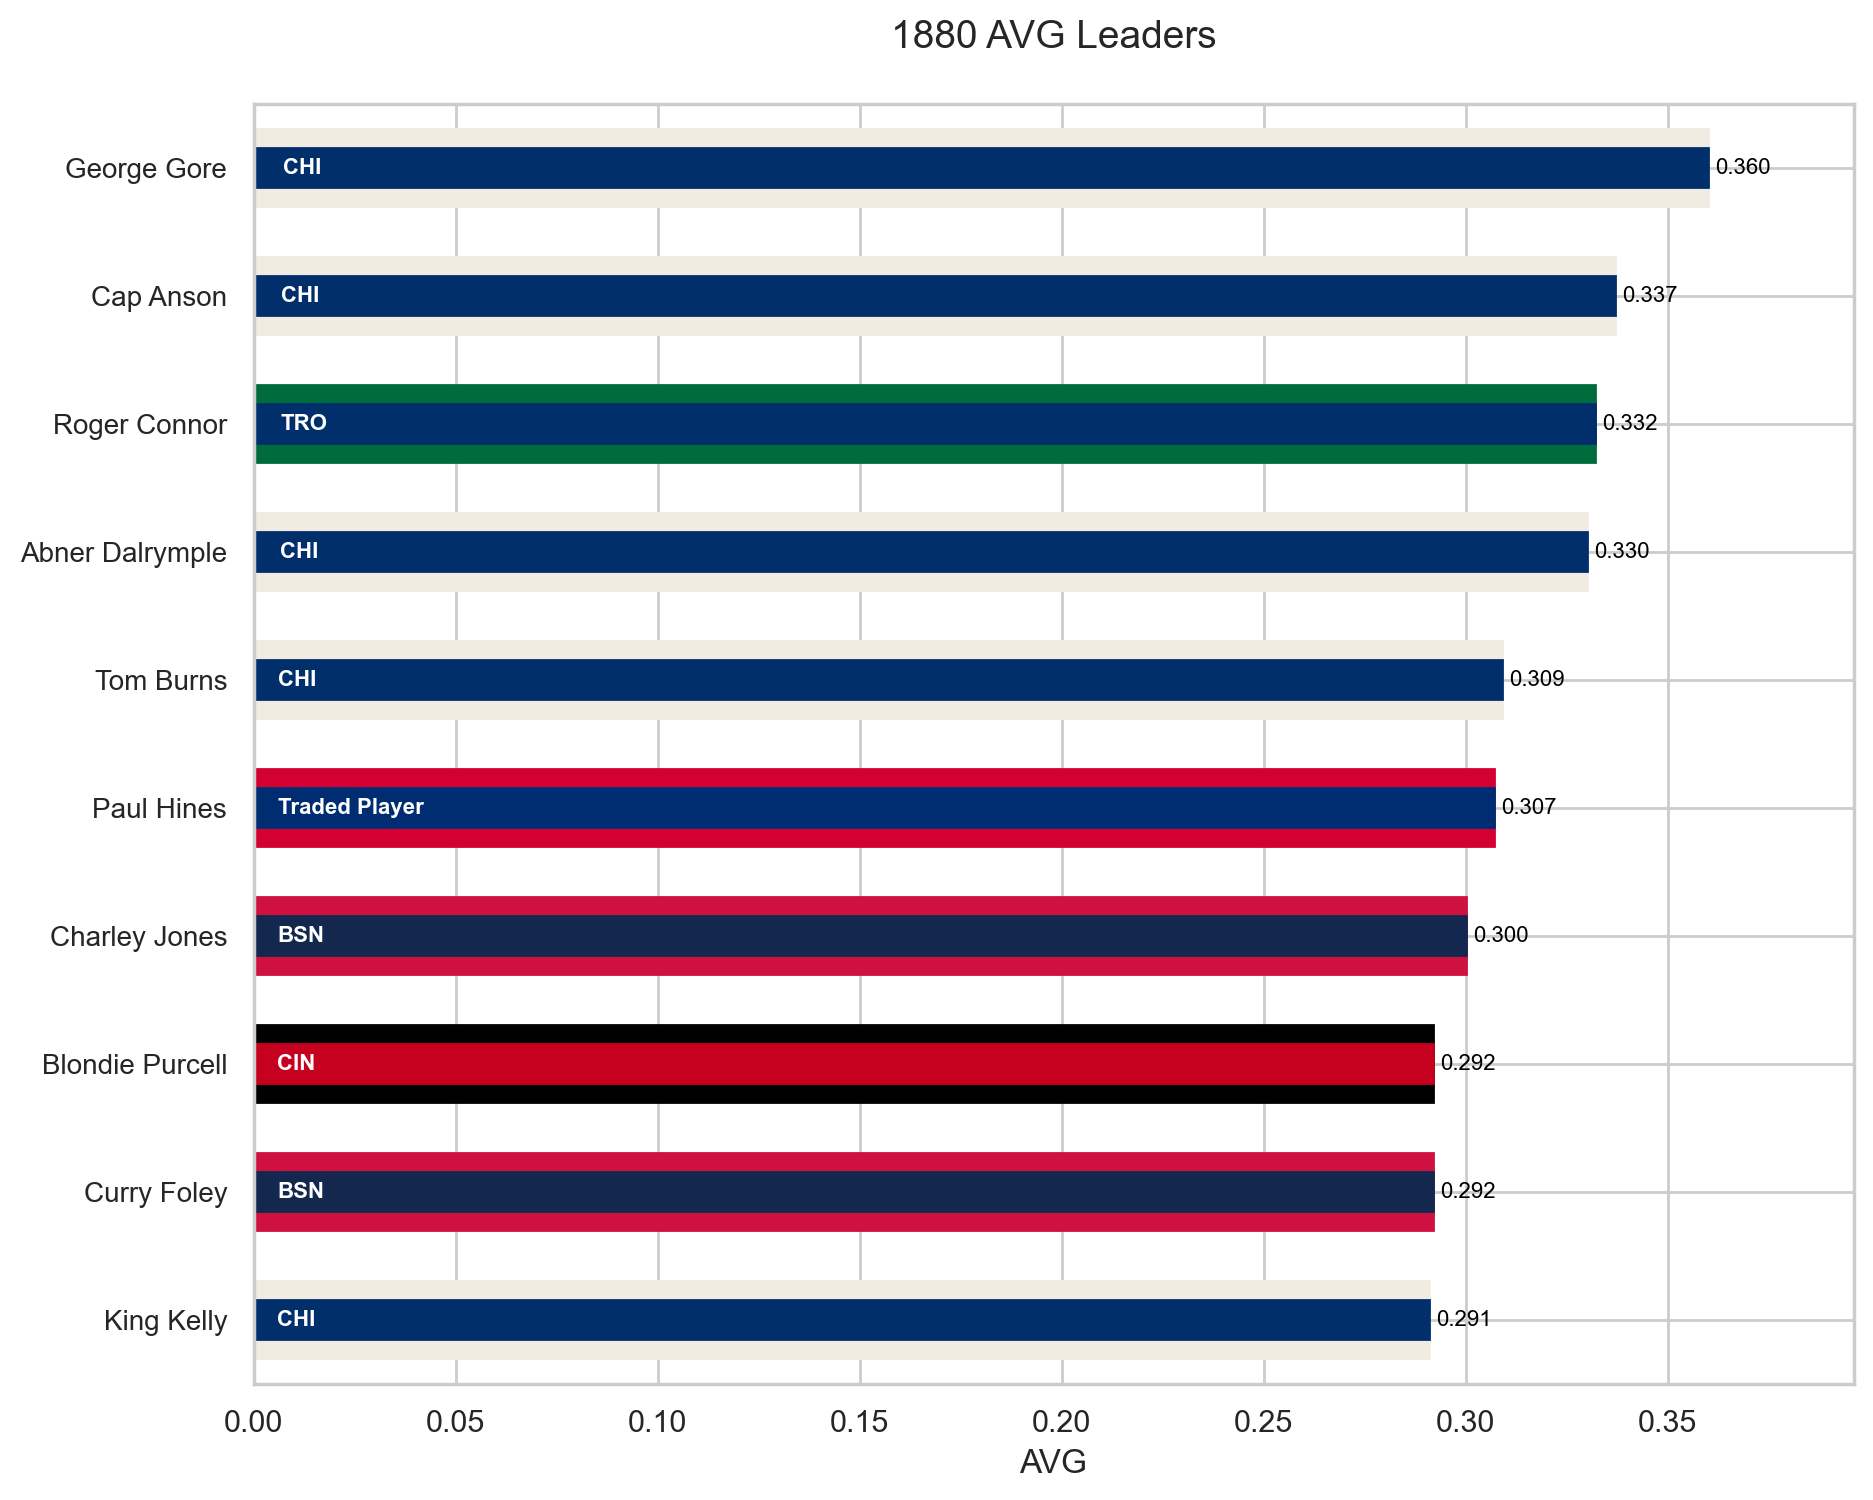 1880 AVG Leaders
George Gore CHI 0.360
Cap Anson CHI 0.337
Roger Connor TRO 0.332
Abner Dalrymple CHI 0.330
Tom Burns CHI 0.309
Paul Hines Traded Player 0.307
Charley Jones BSN 0.300
Blondie Purcell CIN 0.292
Curry Foley BSN 0.292
King Kelly CHI 0.291
0.00 0.05 0.10 0.15 0.20 0.25 0.30 0.35
AVG